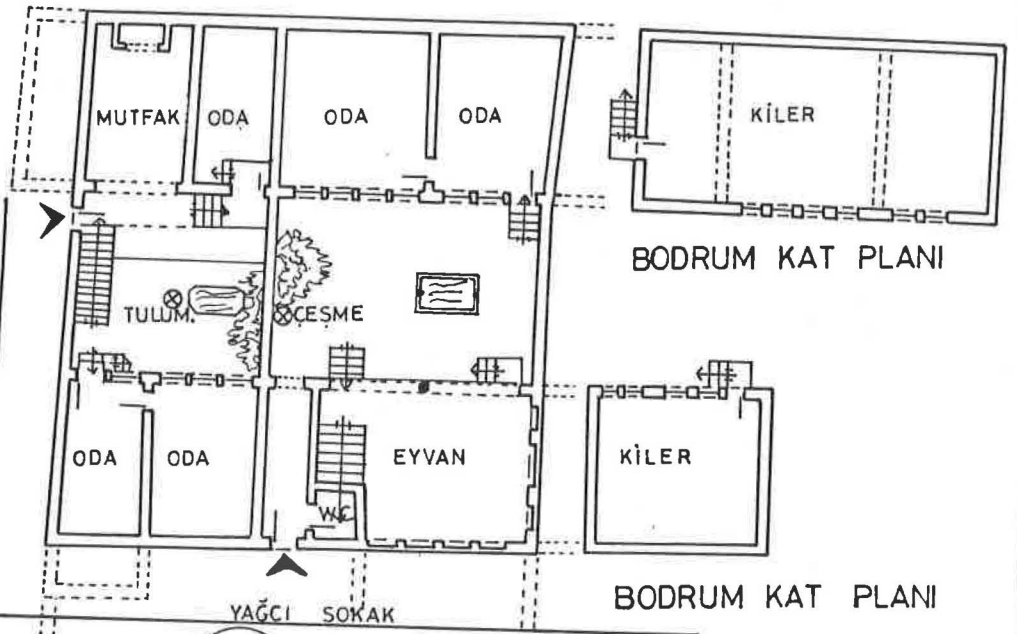 MUTFAK ODA ODA ODA KİLER
BODRUM KAT PLANI
TULUM. ÇEŞME
ODA ODA EYVAN KİLER
WC
BODRUM KAT PLANI
YAĞCI SOKAK